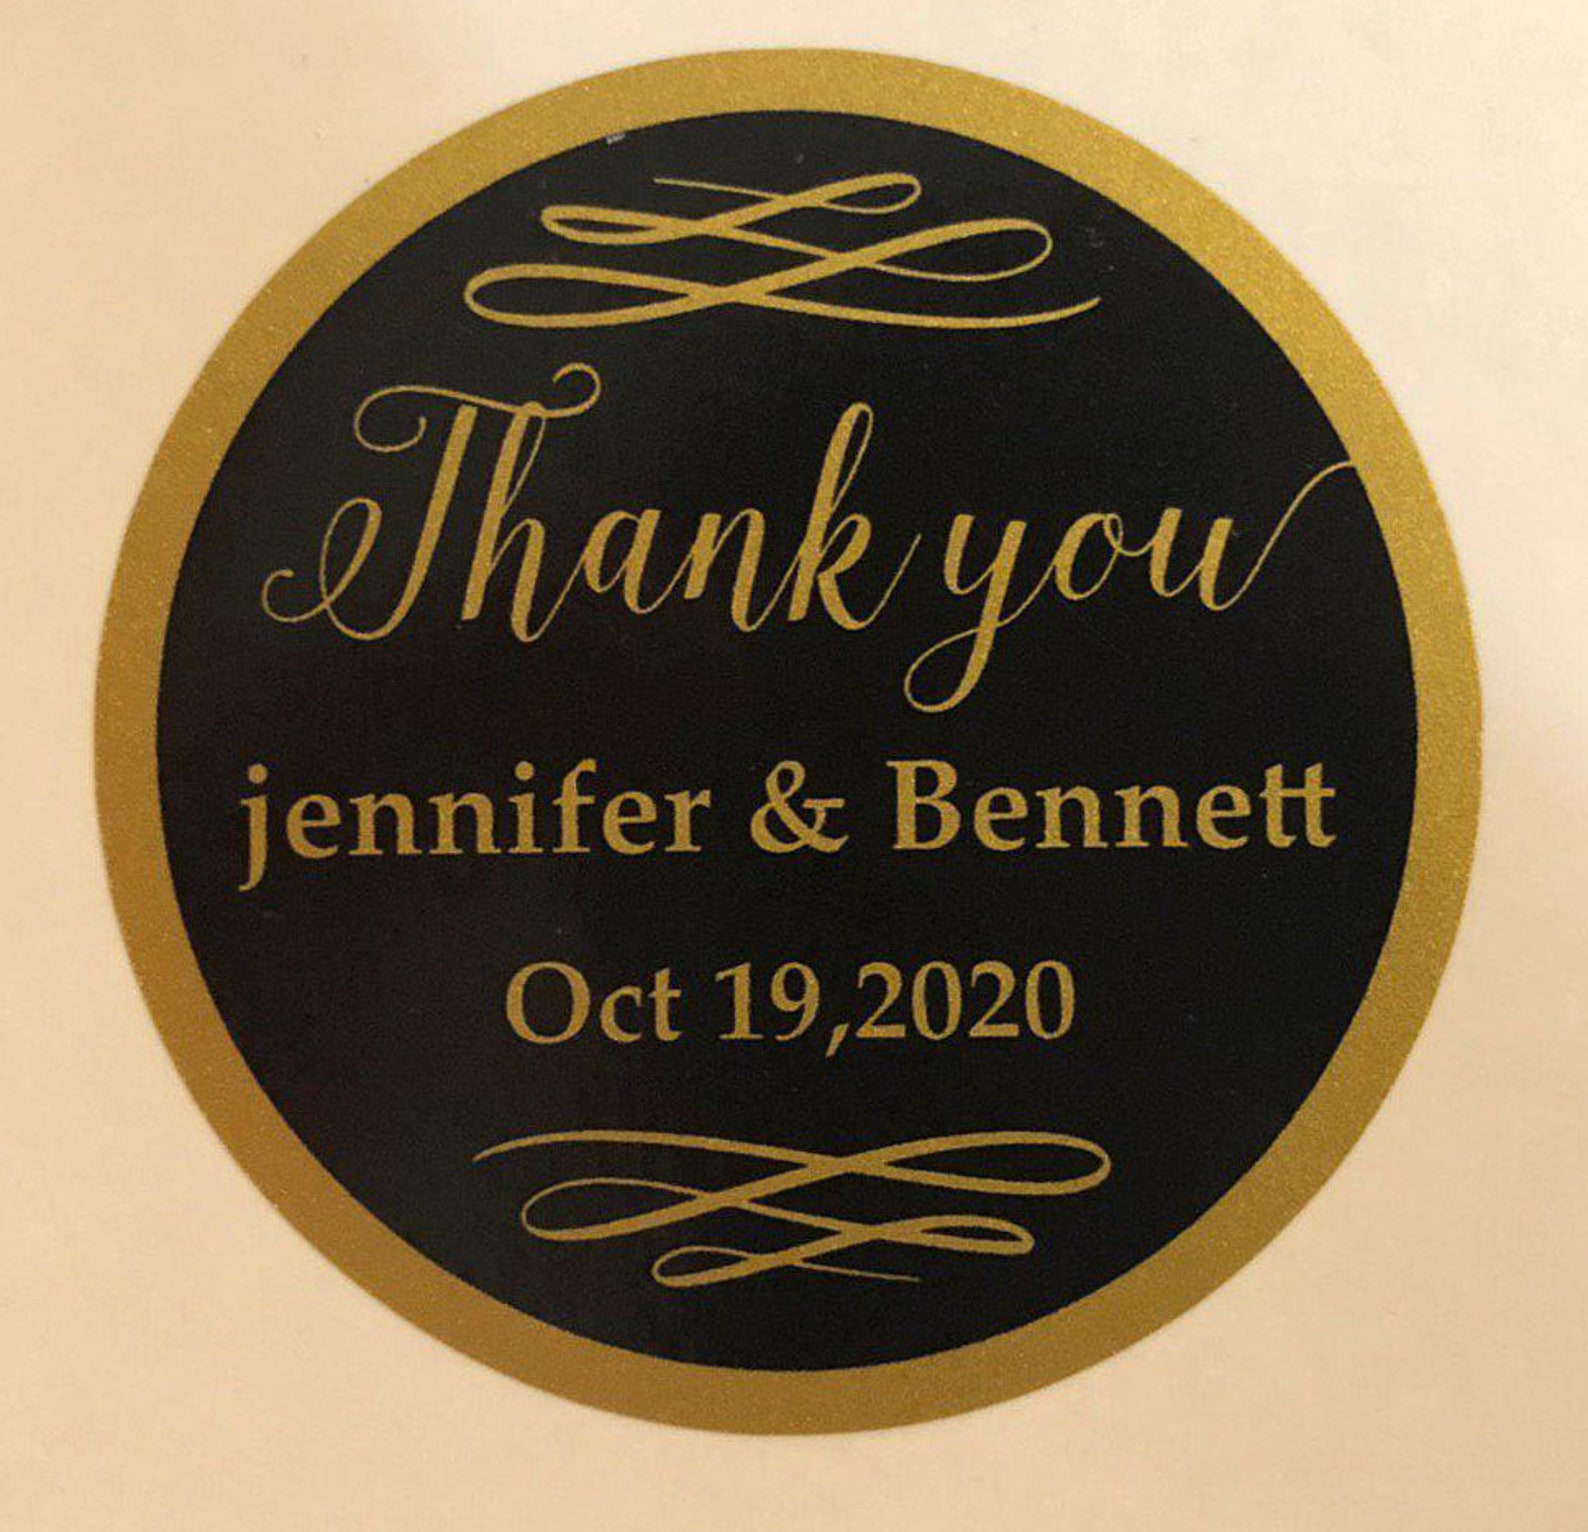 Thank you
jennifer & Bennett
Oct 19,2020